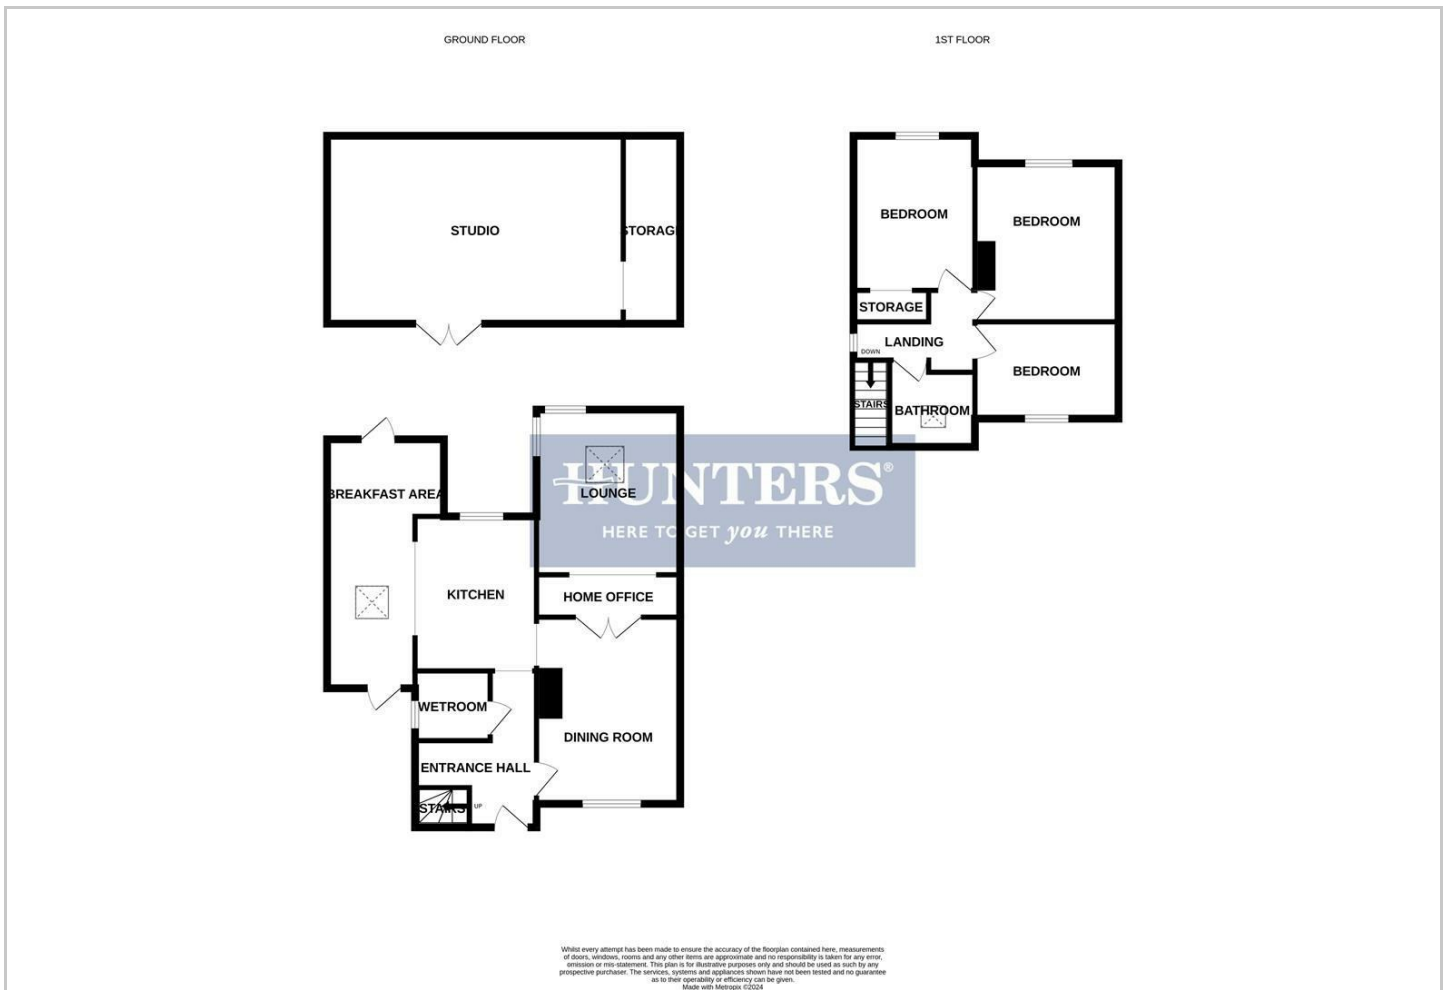 GROUND FLOOR
1ST FLOOR
STUDIO
STORAGE
BREAKFAST AREA
LOUNGE
KITCHEN
HOME OFFICE
WETROOM
DINING ROOM
ENTRANCE HALL
STAIRS
UP
BEDROOM
BEDROOM
STORAGE
LANDING
DOWN
BEDROOM
STAIRS
BATHROOM
HUNTERS®
HERE TO GET you THERE
Whilst every attempt has been made to ensure the accuracy of the floorplan contained here, measurements
of doors, windows, rooms and any other items are approximate and no responsibility is taken for any error,
omission or mis-statement. This plan is for illustrative purposes only and should be used as such by any
prospective purchaser. The services, systems and appliances shown have not been tested and no guarantee
as to their operability or efficiency can be given.
Made with Metropix ©2024